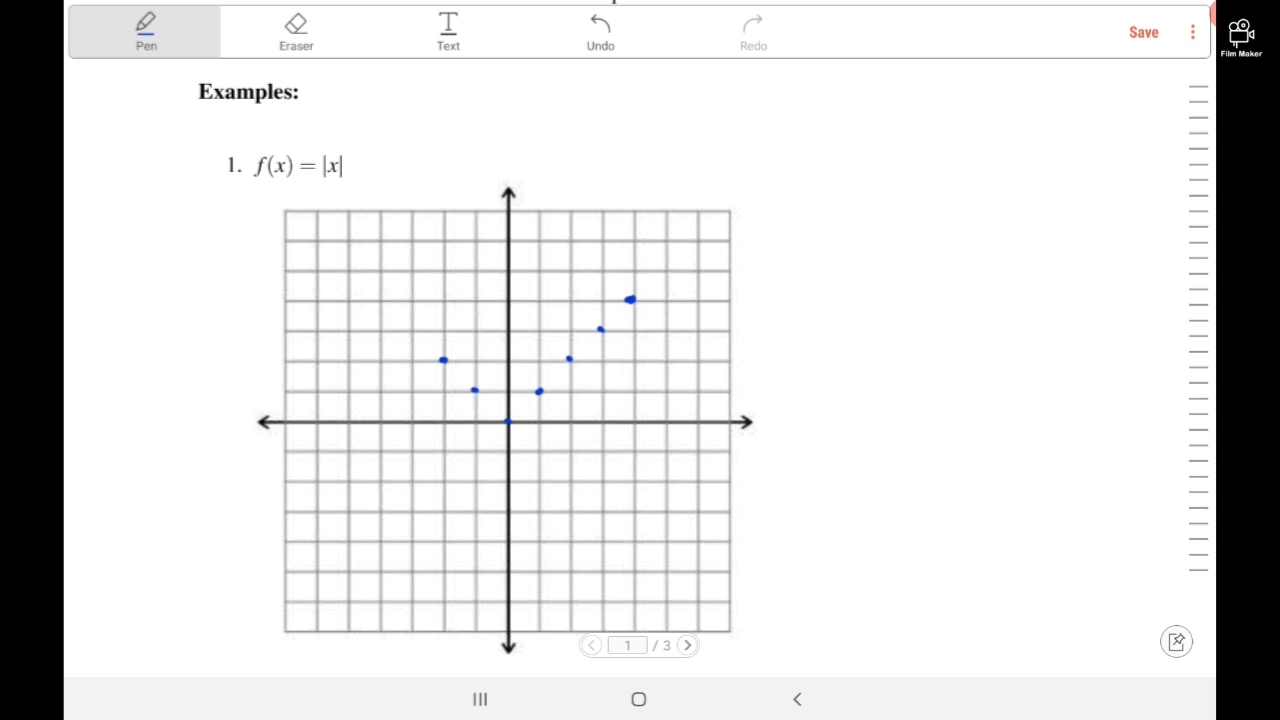 Pen
Eraser
Text
Undo
Redo
Save
Film Maker
Examples:
1. f(x) = |x|
1 / 3